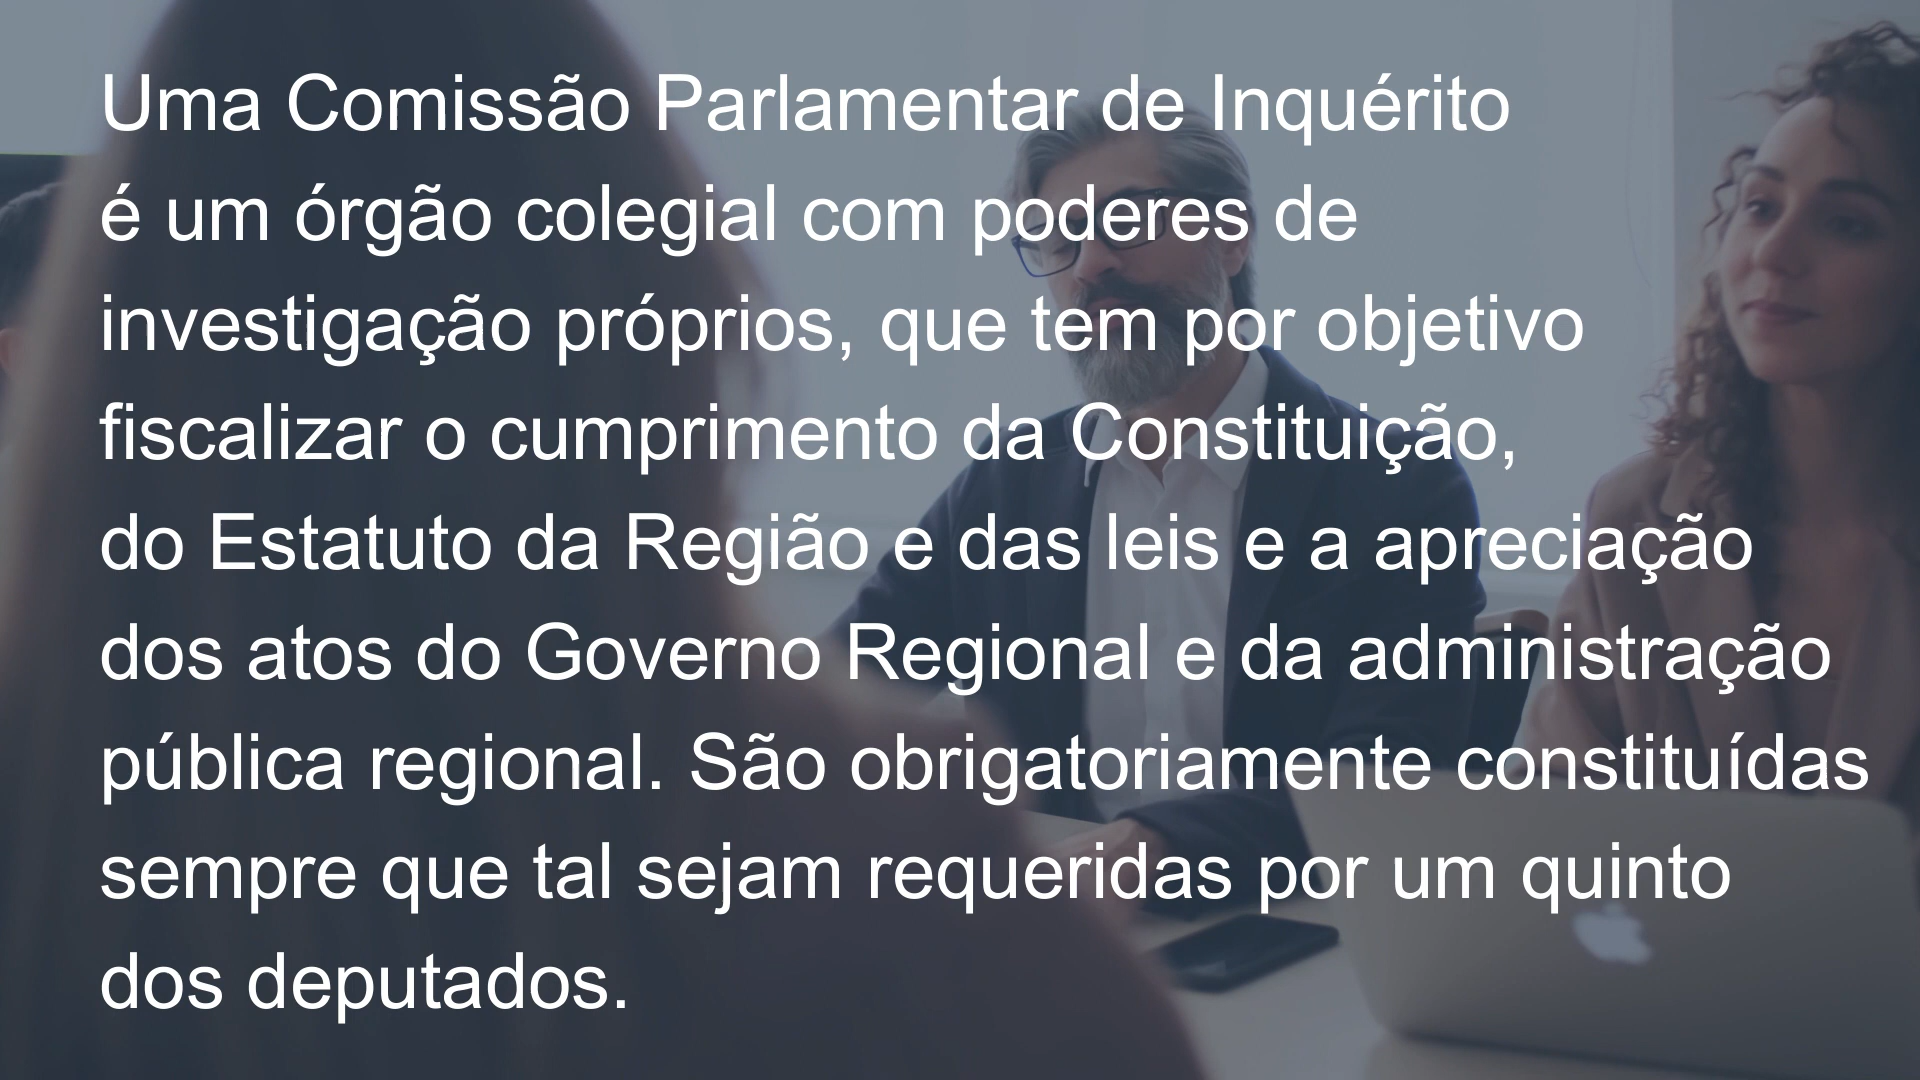 Uma Comissão Parlamentar de Inquérito
é um órgão colegial com poderes de
investigação próprios, que tem por objetivo
fiscalizar o cumprimento da Constituição,
do Estatuto da Região e das leis e a apreciação
dos atos do Governo Regional e da administração
pública regional. São obrigatoriamente constituídas
sempre que tal sejam requeridas por um quinto
dos deputados.